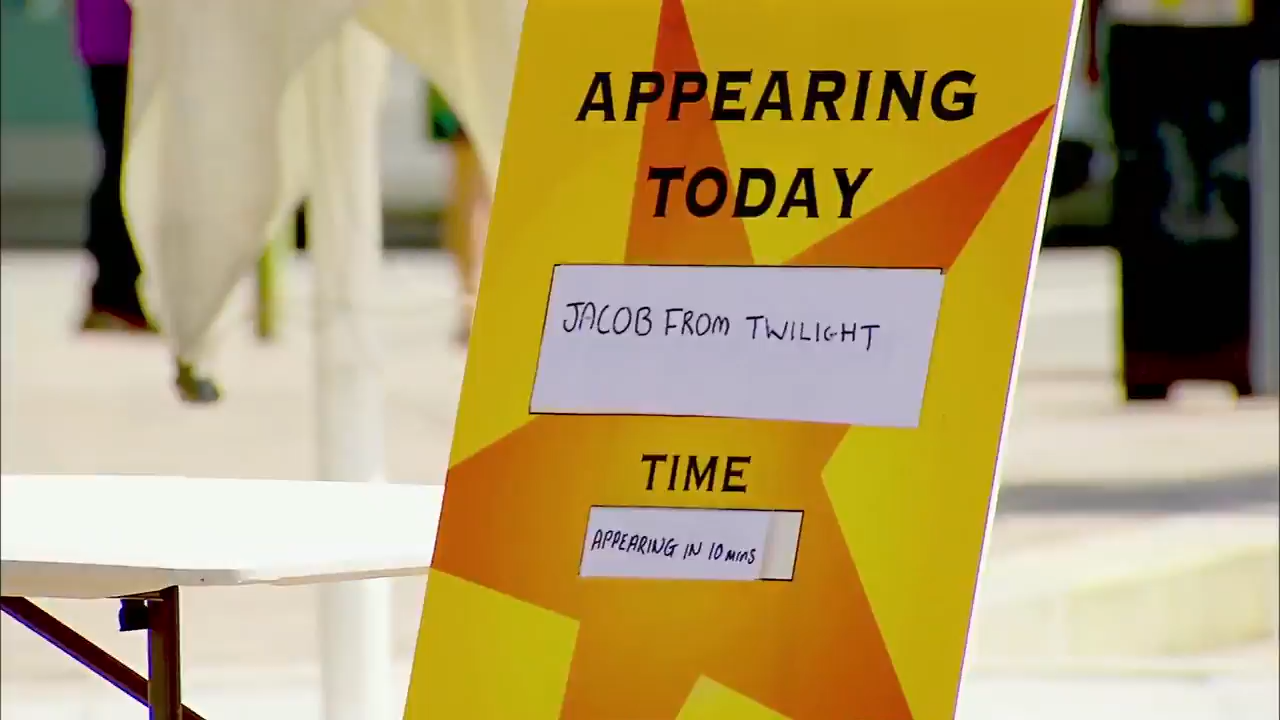 APPEARING
TODAY
JACOB FROM TWILIGHT
TIME
APPEARING IN 10 MINS